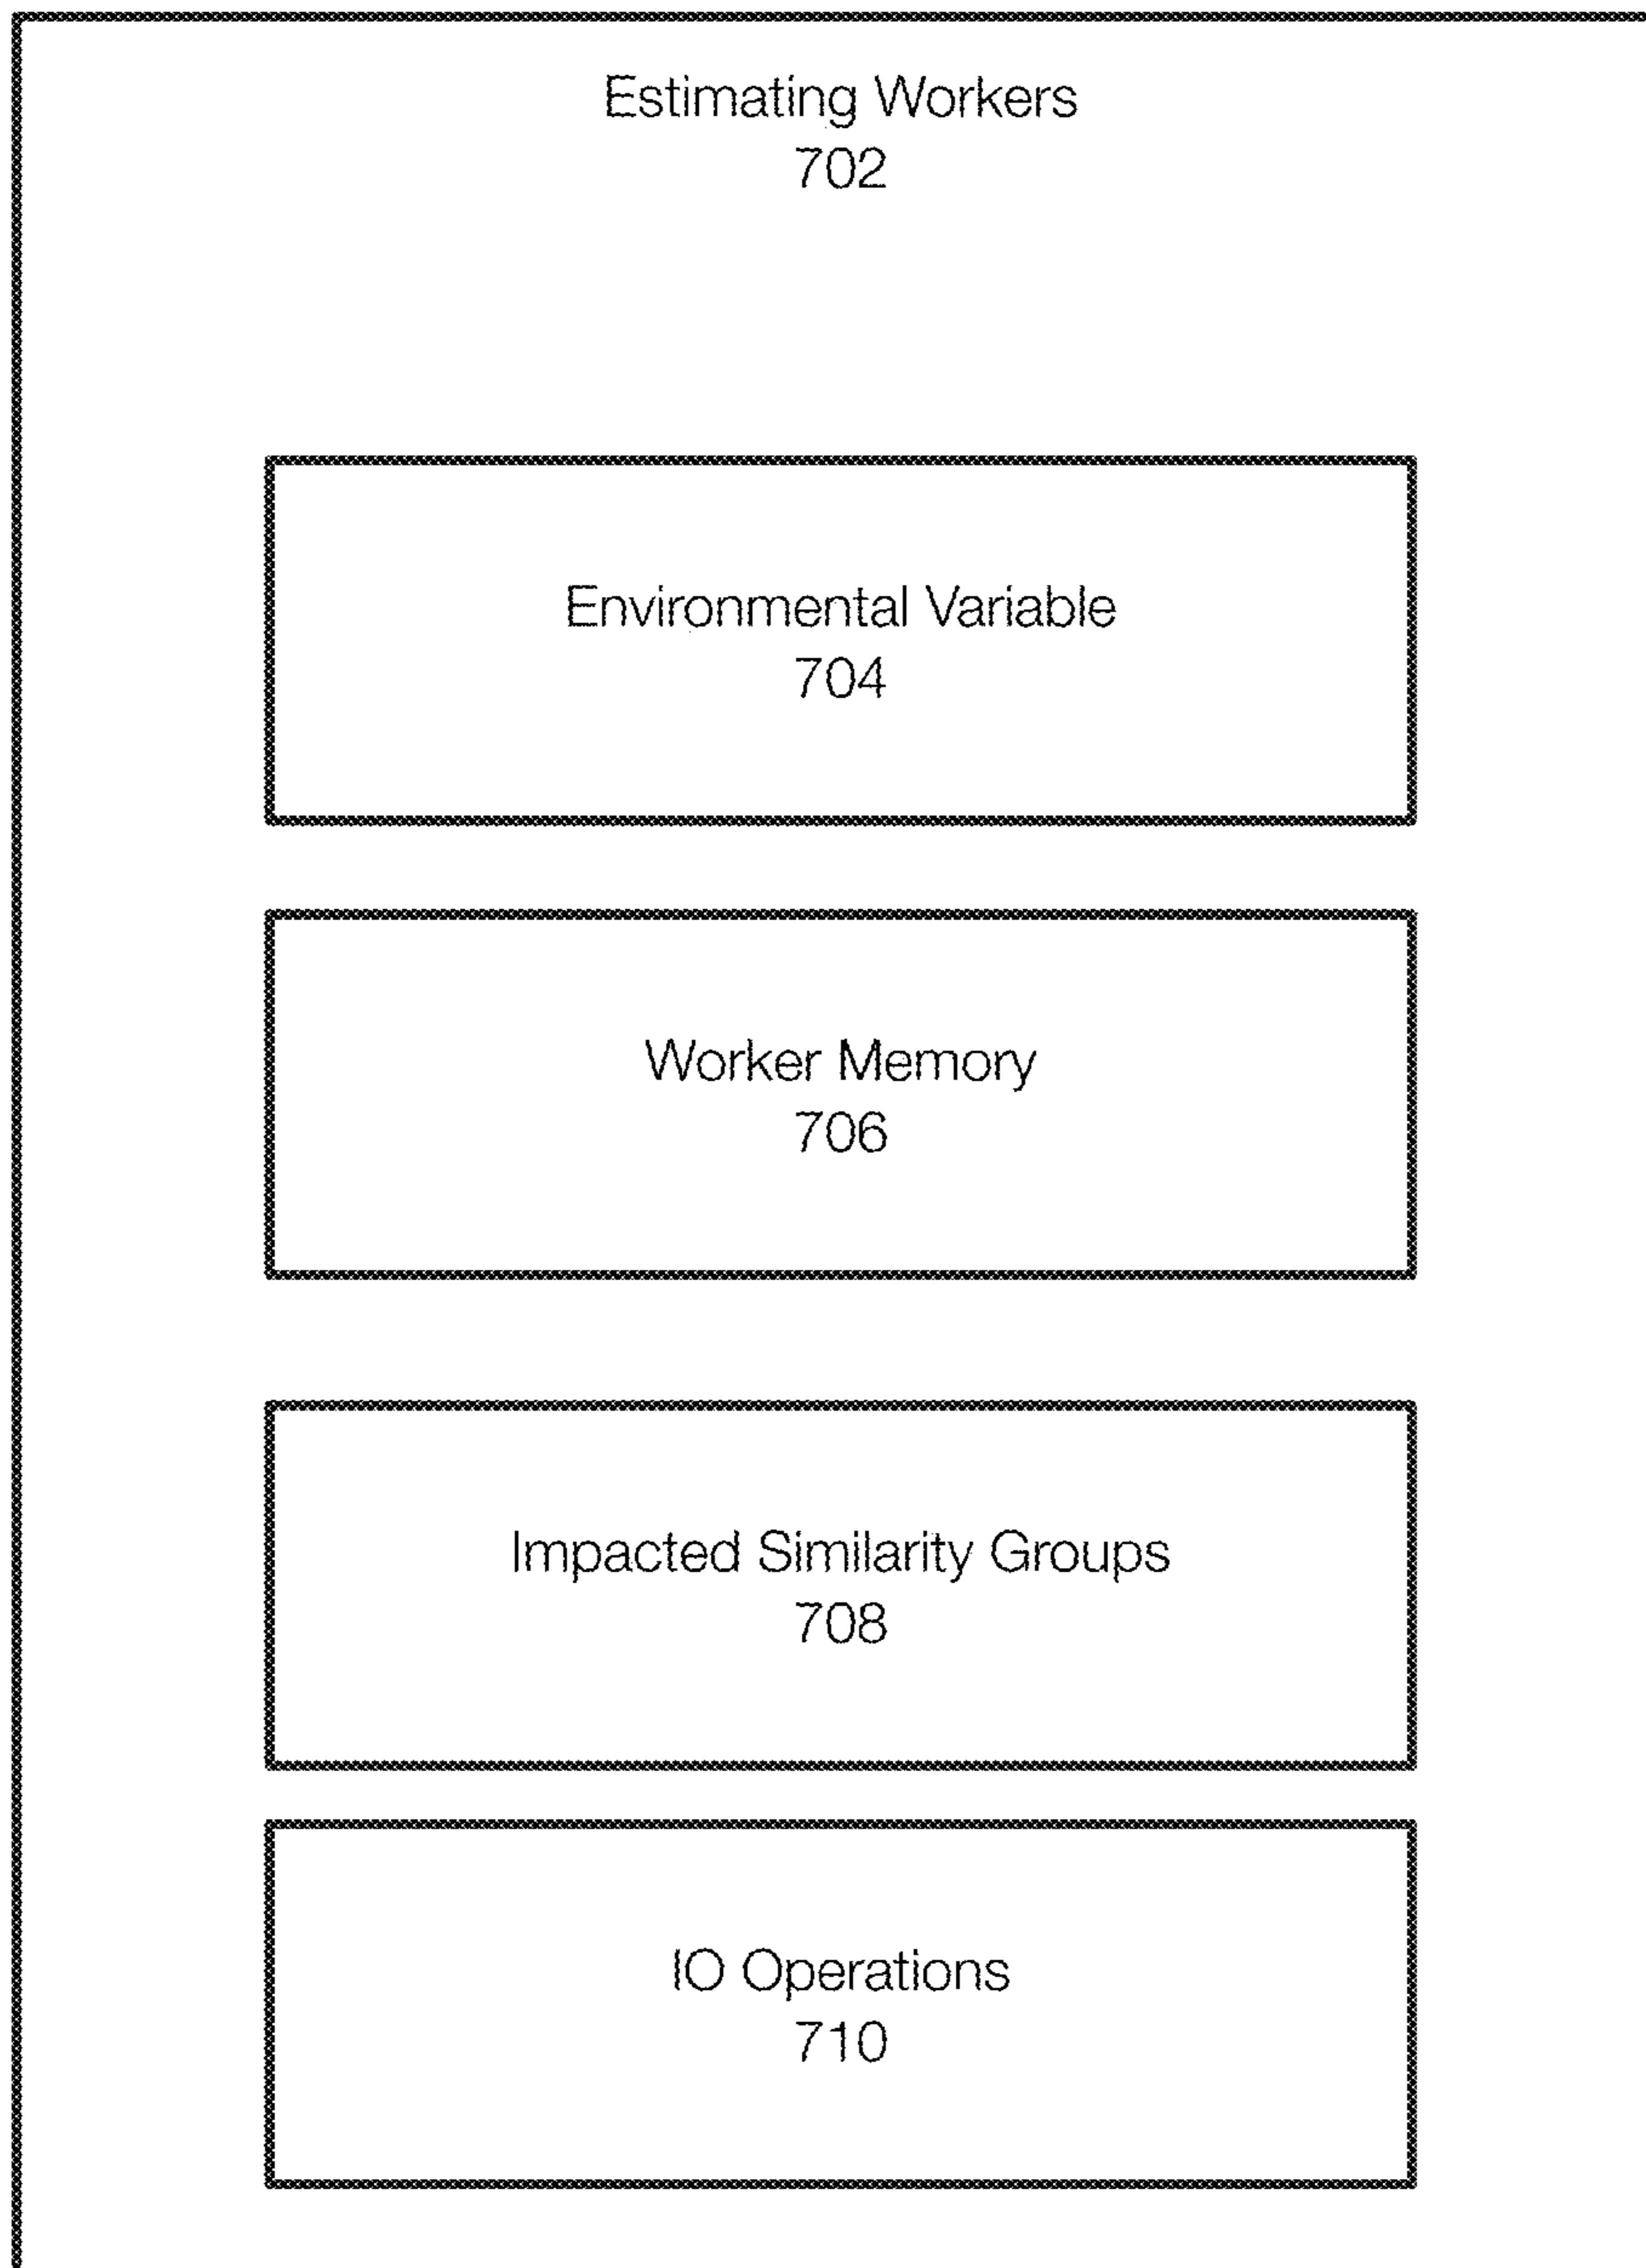 Estimating Workers
702
Environmental Variable
704
Worker Memory
706
Impacted Similarity Groups
708
IO Operations
710